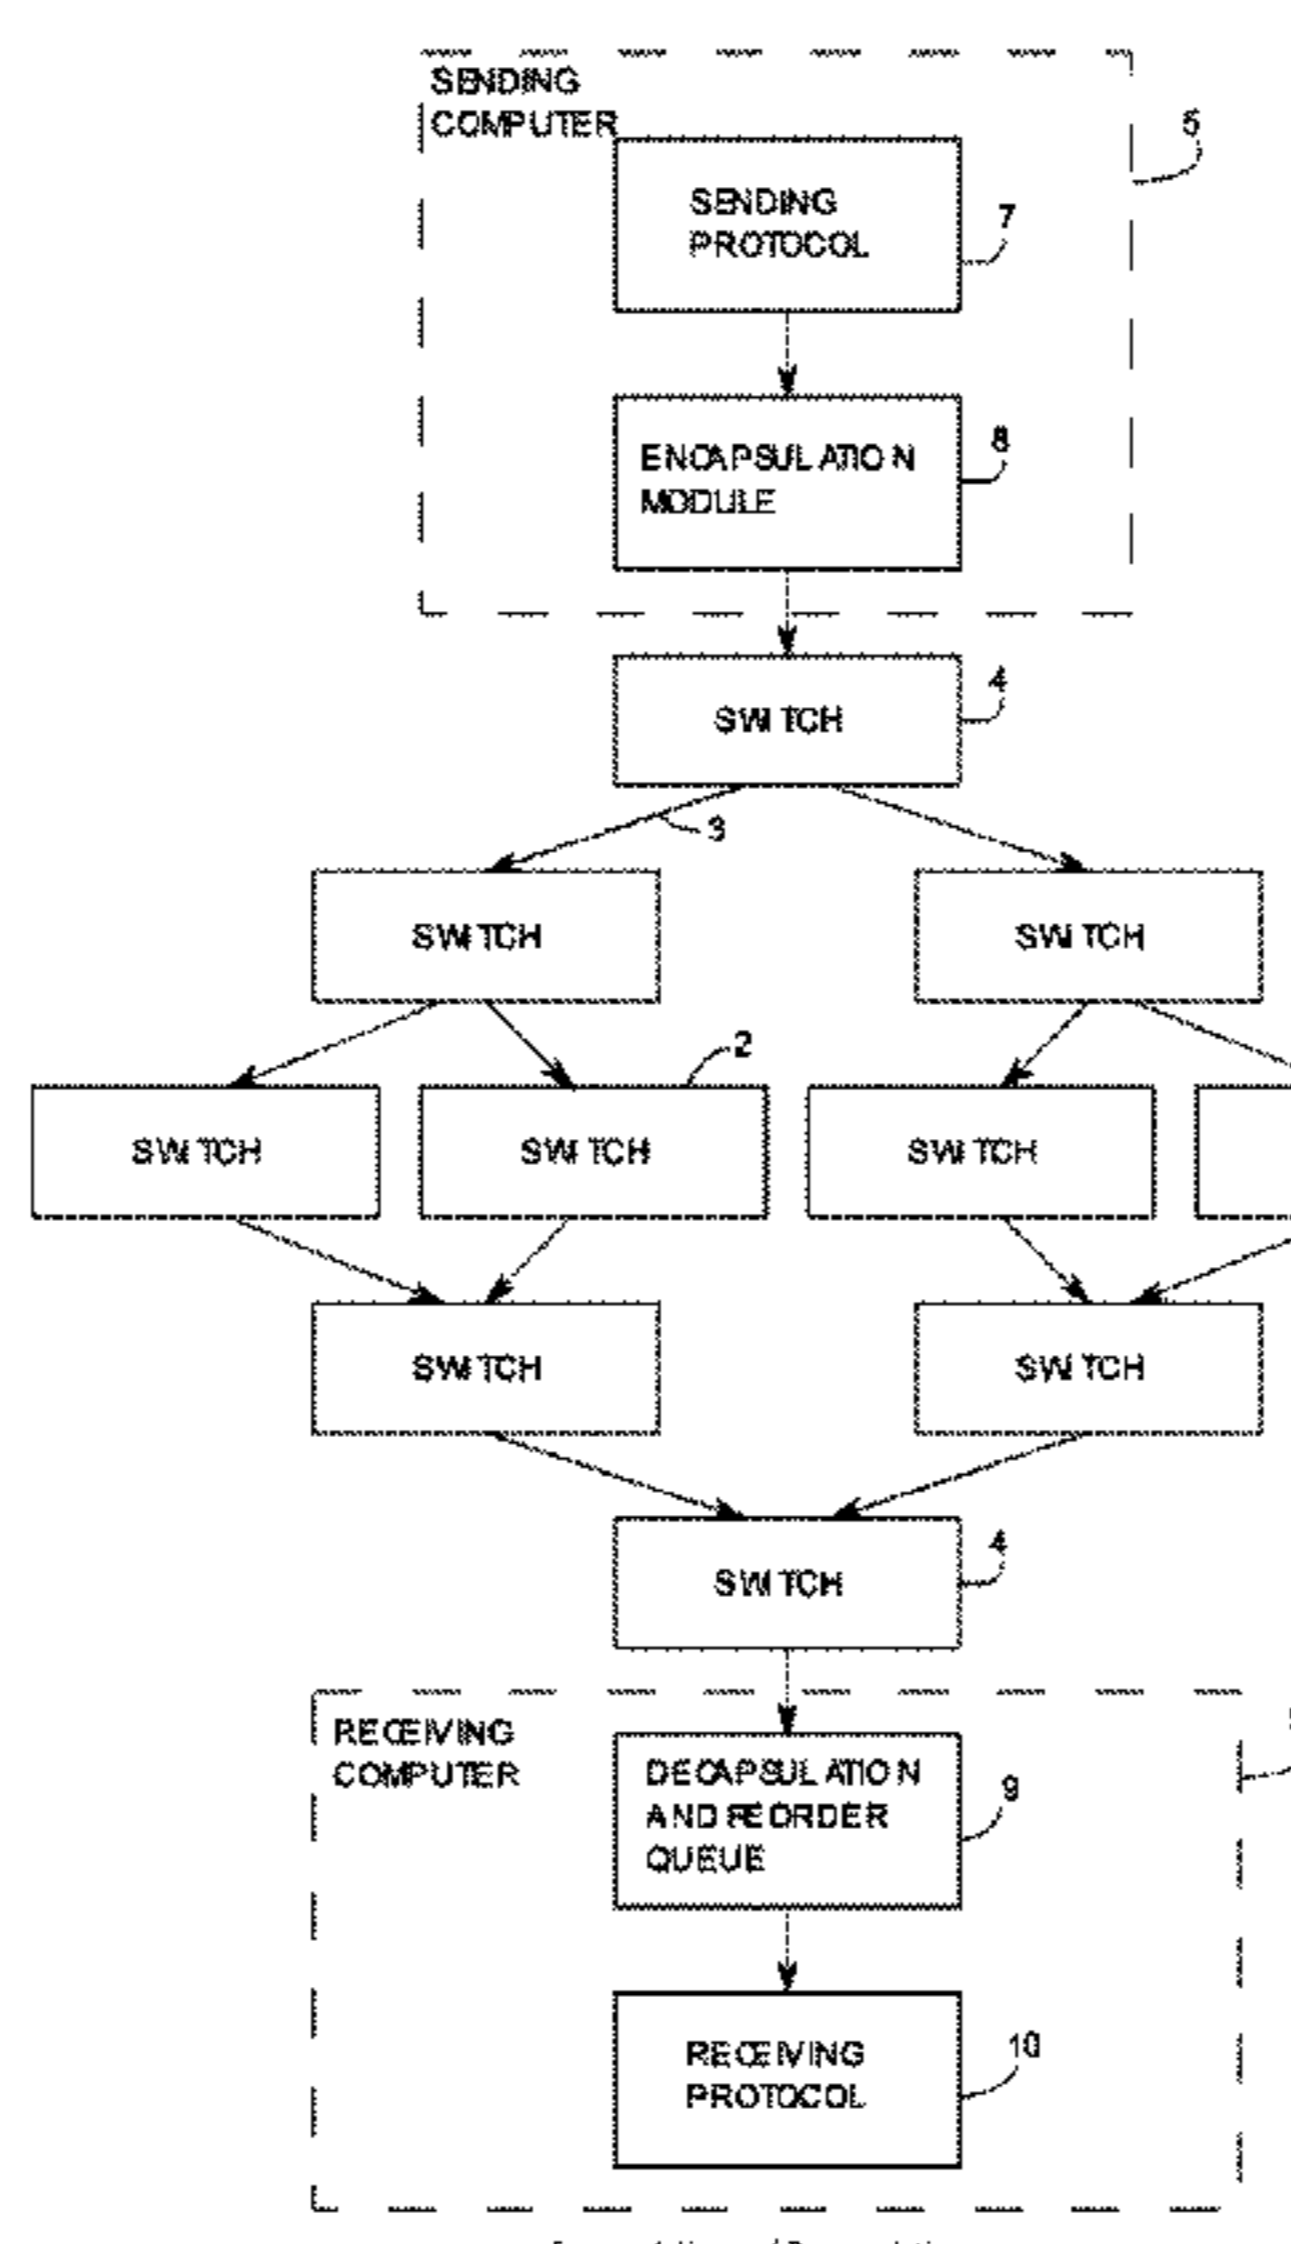 SENDING
COMPUTER
5
SENDING
PROTOCOL
7
ENCAPSULATION
MODULE
8
SWITCH
4
3
SWITCH
SWITCH
2
SWITCH
SWITCH
SWITCH
SWITCH
SWITCH
SWITCH
4
RECEIVING
COMPUTER
DECAPSULATION
AND REORDER
QUEUE
9
RECEIVING
PROTOCOL
10